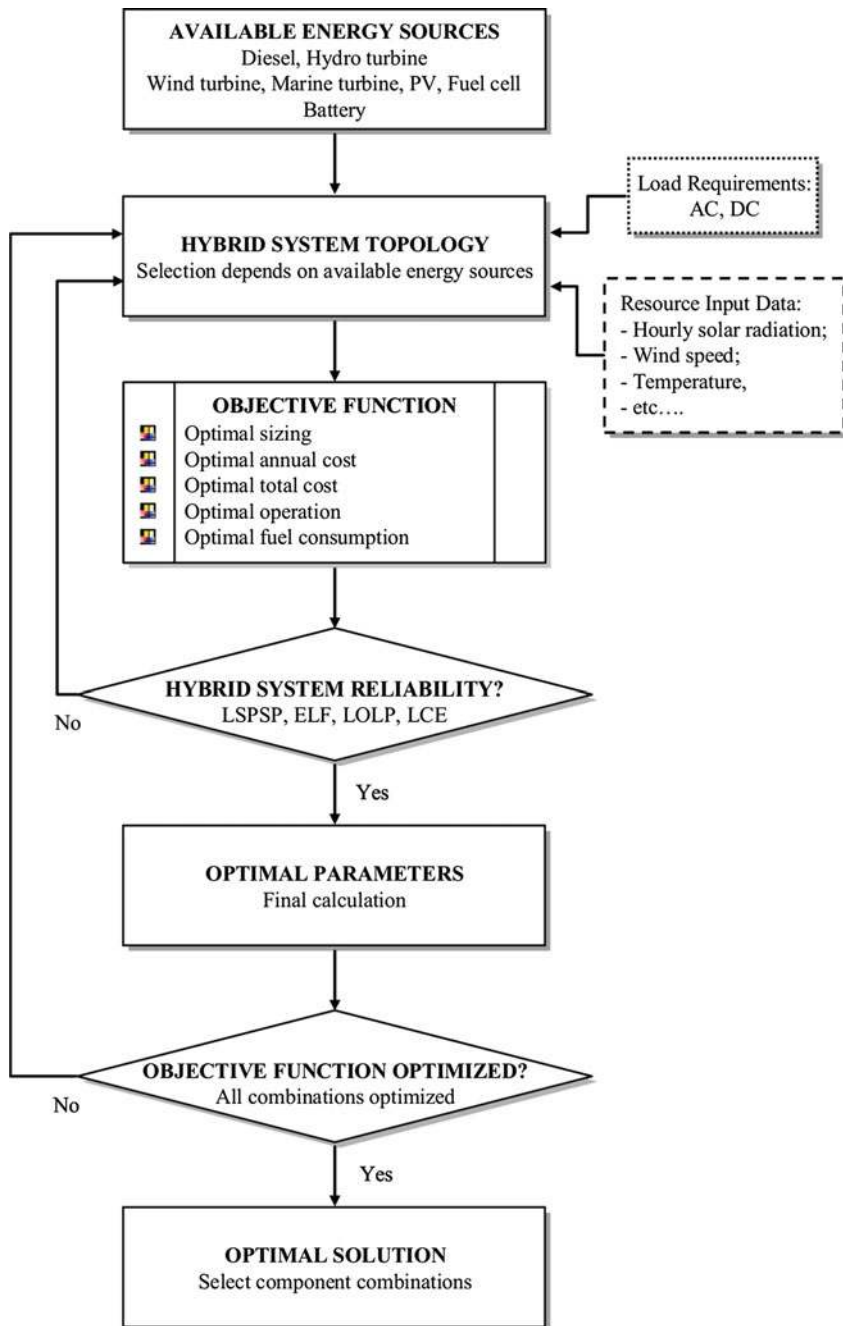 AVAILABLE ENERGY SOURCES
Diesel, Hydro turbine
Wind turbine, Marine turbine, PV, Fuel cell
Battery
Load Requirements:
AC, DC
HYBRID SYSTEM TOPOLOGY
Selection depends on available energy sources
Resource Input Data:
- Hourly solar radiation;
- Wind speed;
- Temperature,
- etc....
OBJECTIVE FUNCTION
Optimal sizing
Optimal annual cost
Optimal total cost
Optimal operation
Optimal fuel consumption
HYBRID SYSTEM RELIABILITY?
LSPSP, ELF, LOLP, LCE
No
Yes
OPTIMAL PARAMETERS
Final calculation
OBJECTIVE FUNCTION OPTIMIZED?
All combinations optimized
No
Yes
OPTIMAL SOLUTION
Select component combinations